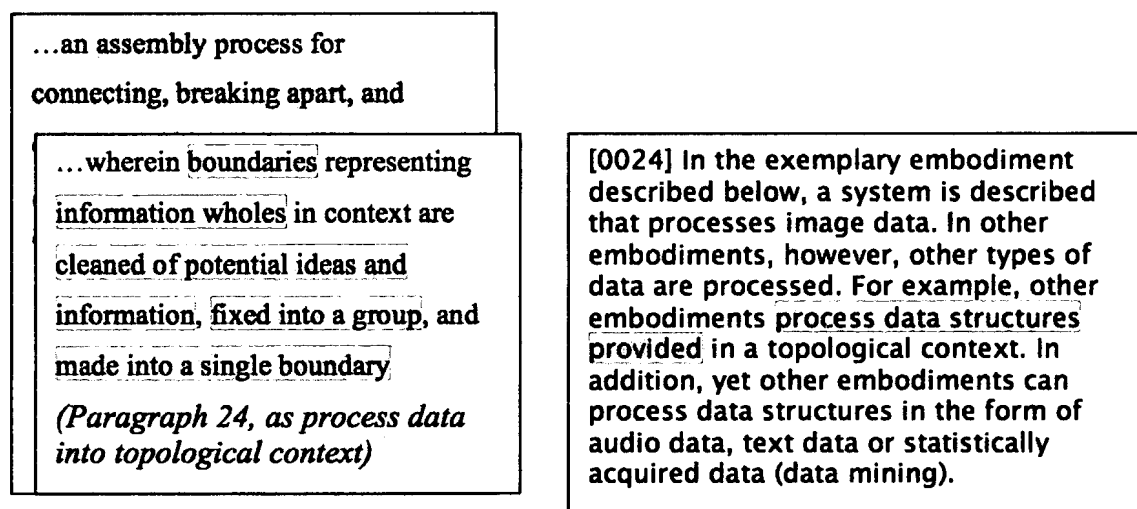 …an assembly process for
connecting, breaking apart, and
…wherein boundaries representing
information wholes in context are
cleaned of potential ideas and
information, fixed into a group, and
made into a single boundary
(Paragraph 24, as process data
into topological context)
[0024] In the exemplary embodiment
described below, a system is described
that processes image data. In other
embodiments, however, other types of
data are processed. For example, other
embodiments process data structures
provided in a topological context. In
addition, yet other embodiments can
process data structures in the form of
audio data, text data or statistically
acquired data (data mining).